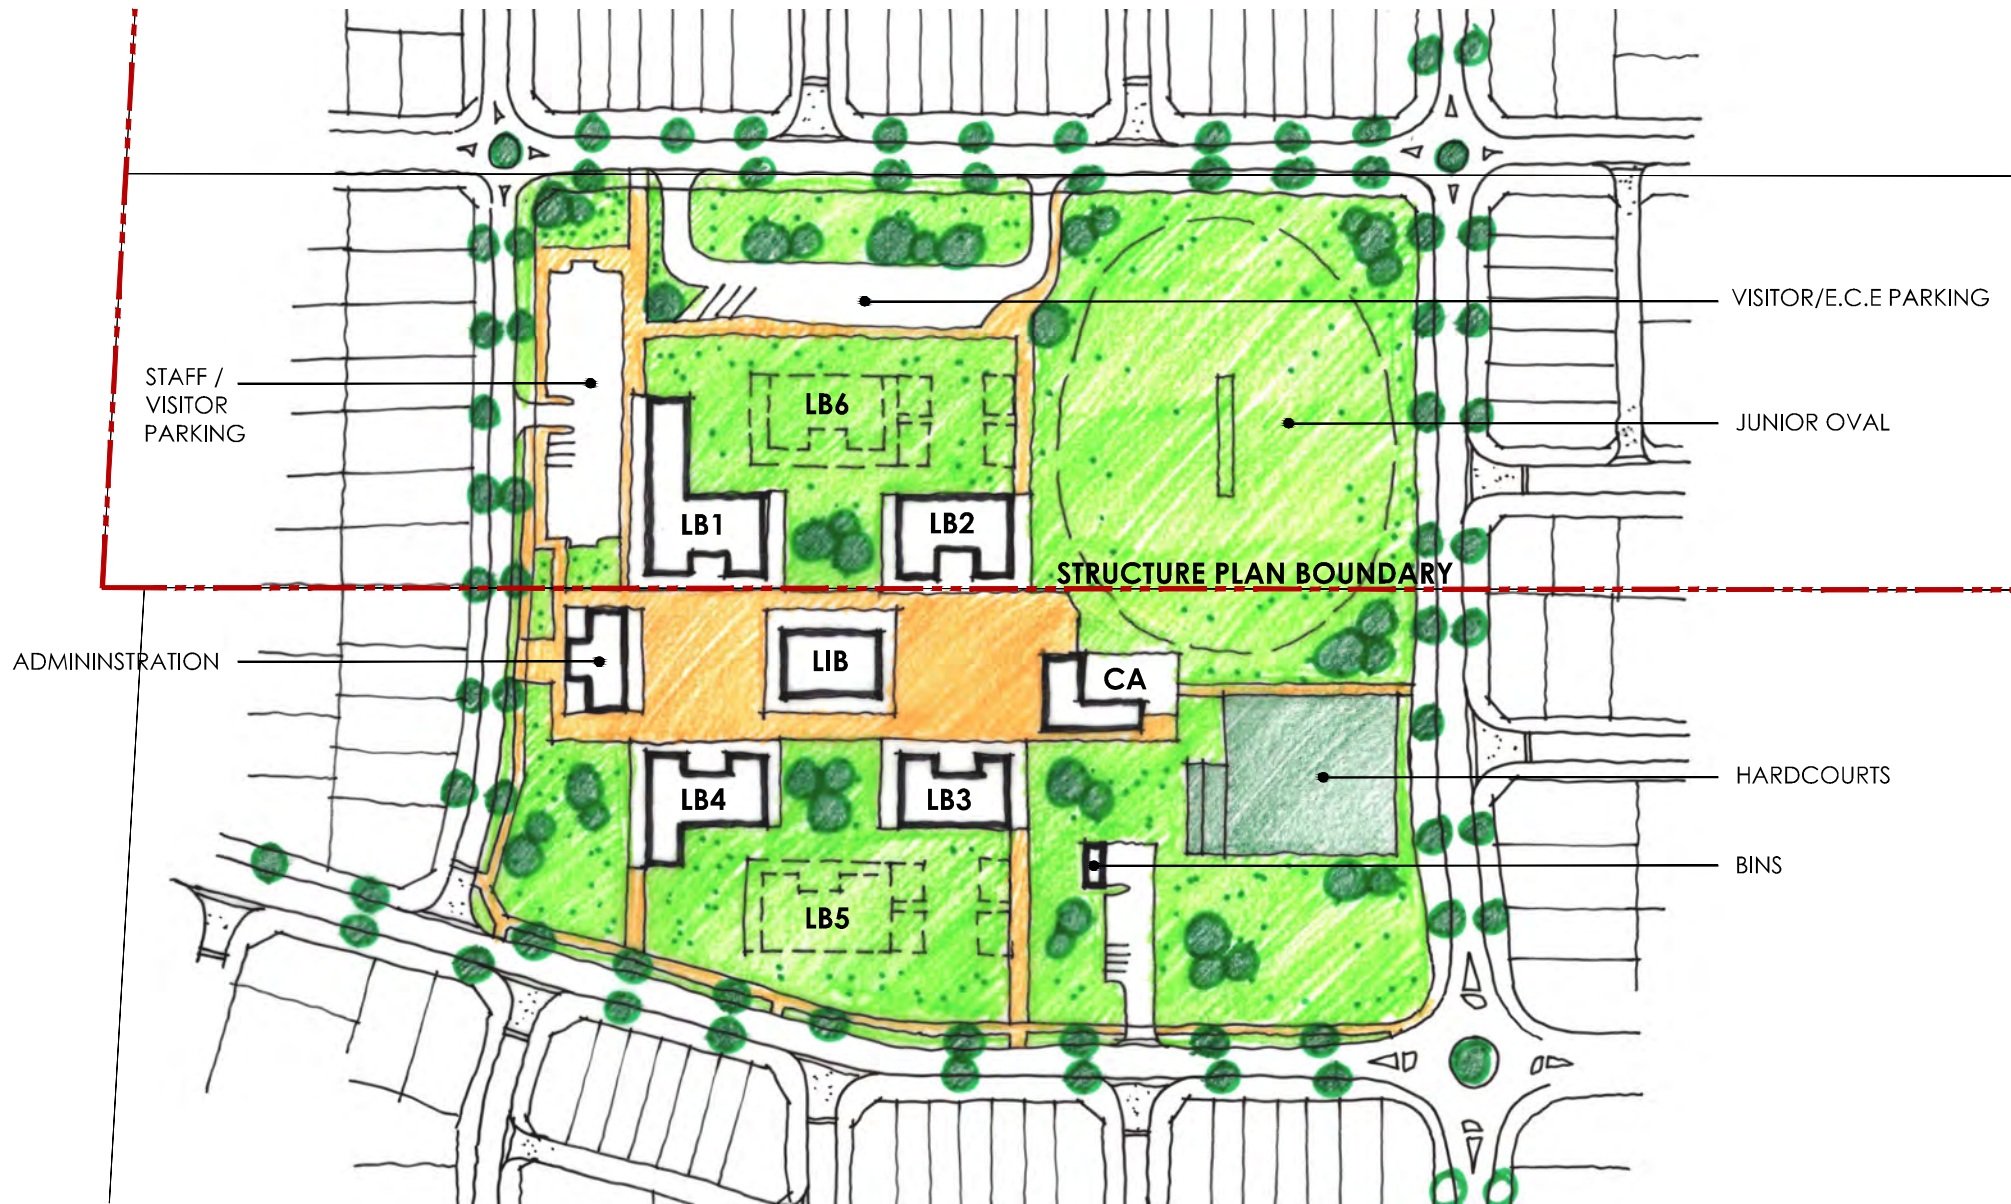 VISITOR/E.C.E PARKING
STAFF /
VISITOR
PARKING
LB6
JUNIOR OVAL
LB1
LB2
STRUCTURE PLAN BOUNDARY
ADMININSTRATION
LIB
CA
HARDCOURTS
LB4
LB3
BINS
LB5